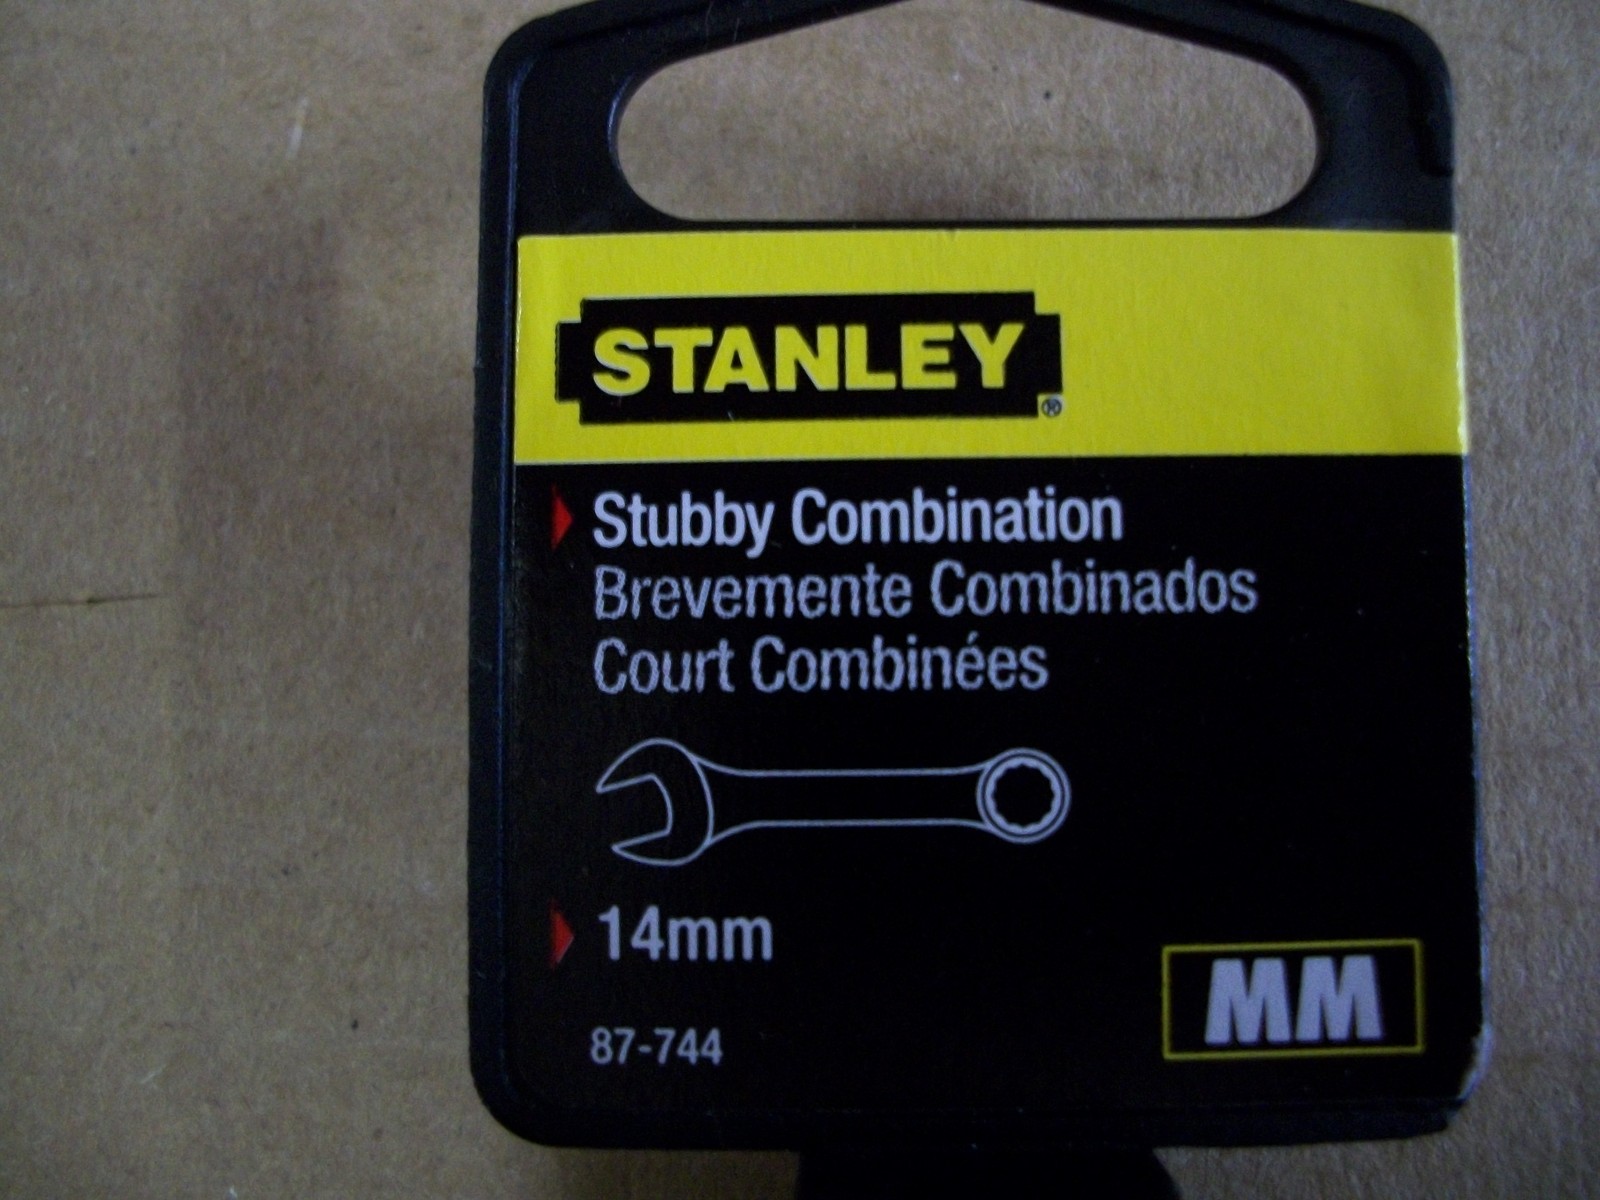 STANLEY®
Stubby Combination
Brevemente Combinados
Court Combinées
14mm
MM
87-744